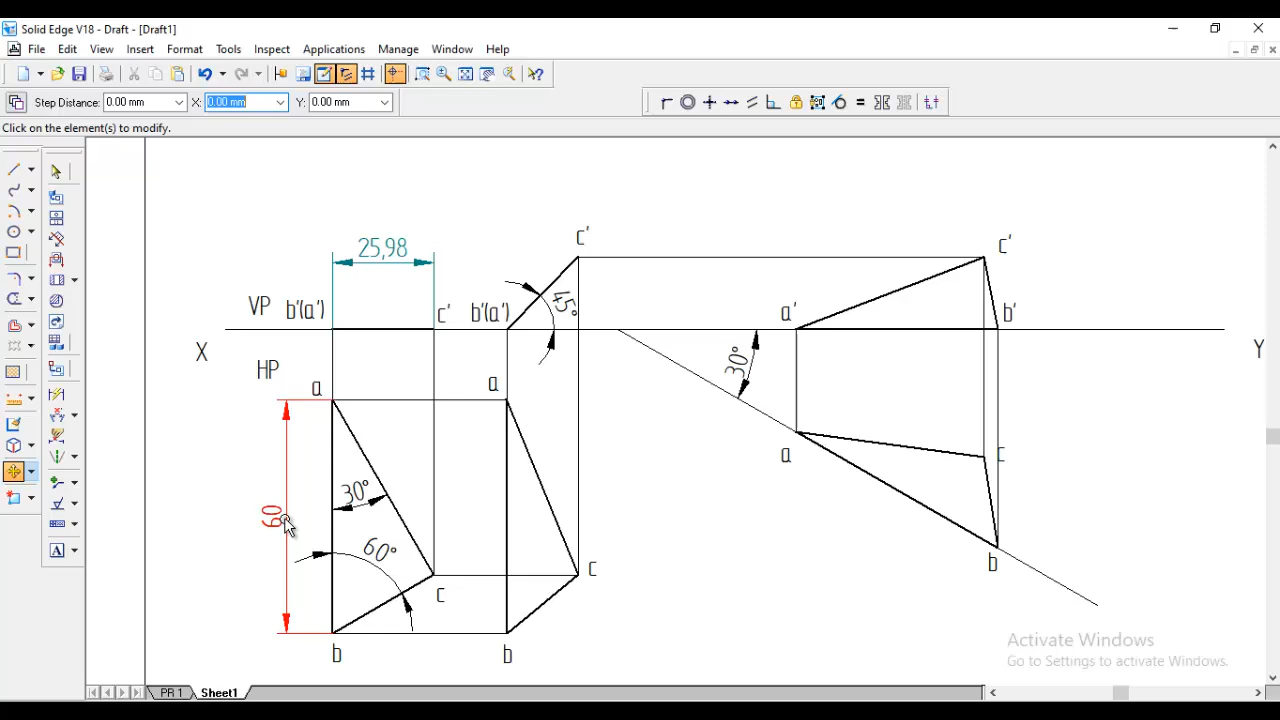 Solid Edge V18 - Draft - [Draft1]
File Edit View Insert Format Tools Inspect Applications Manage Window Help
Step Distance: 0.00 mm X: 0.00 mm Y: 0.00 mm
Click on the element(s) to modify.
c' c'
25,98
VP b'(a') c' b'(a') 45° a' b'
X HP 30° Y
a a
a c
30°
60
60° b
c c
b b
Activate Windows
Go to Settings to activate Windows.
PR 1 Sheet1